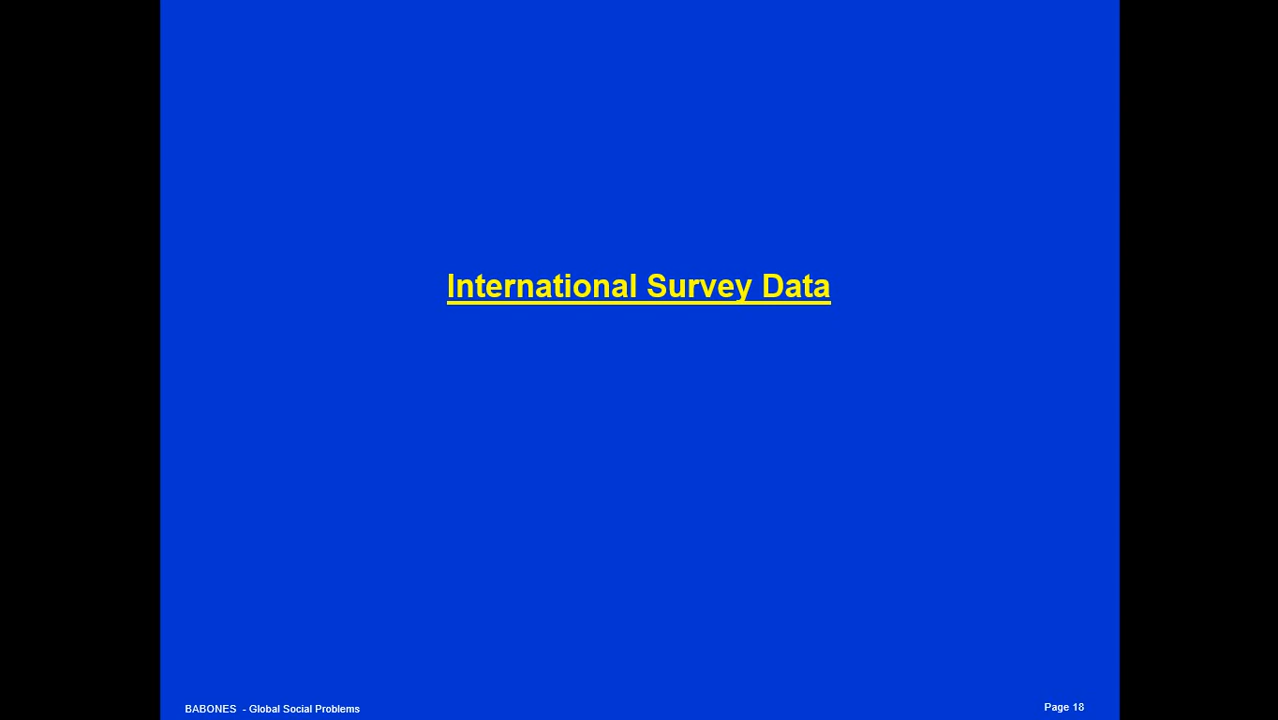 International Survey Data
BABONES - Global Social Problems
Page 18